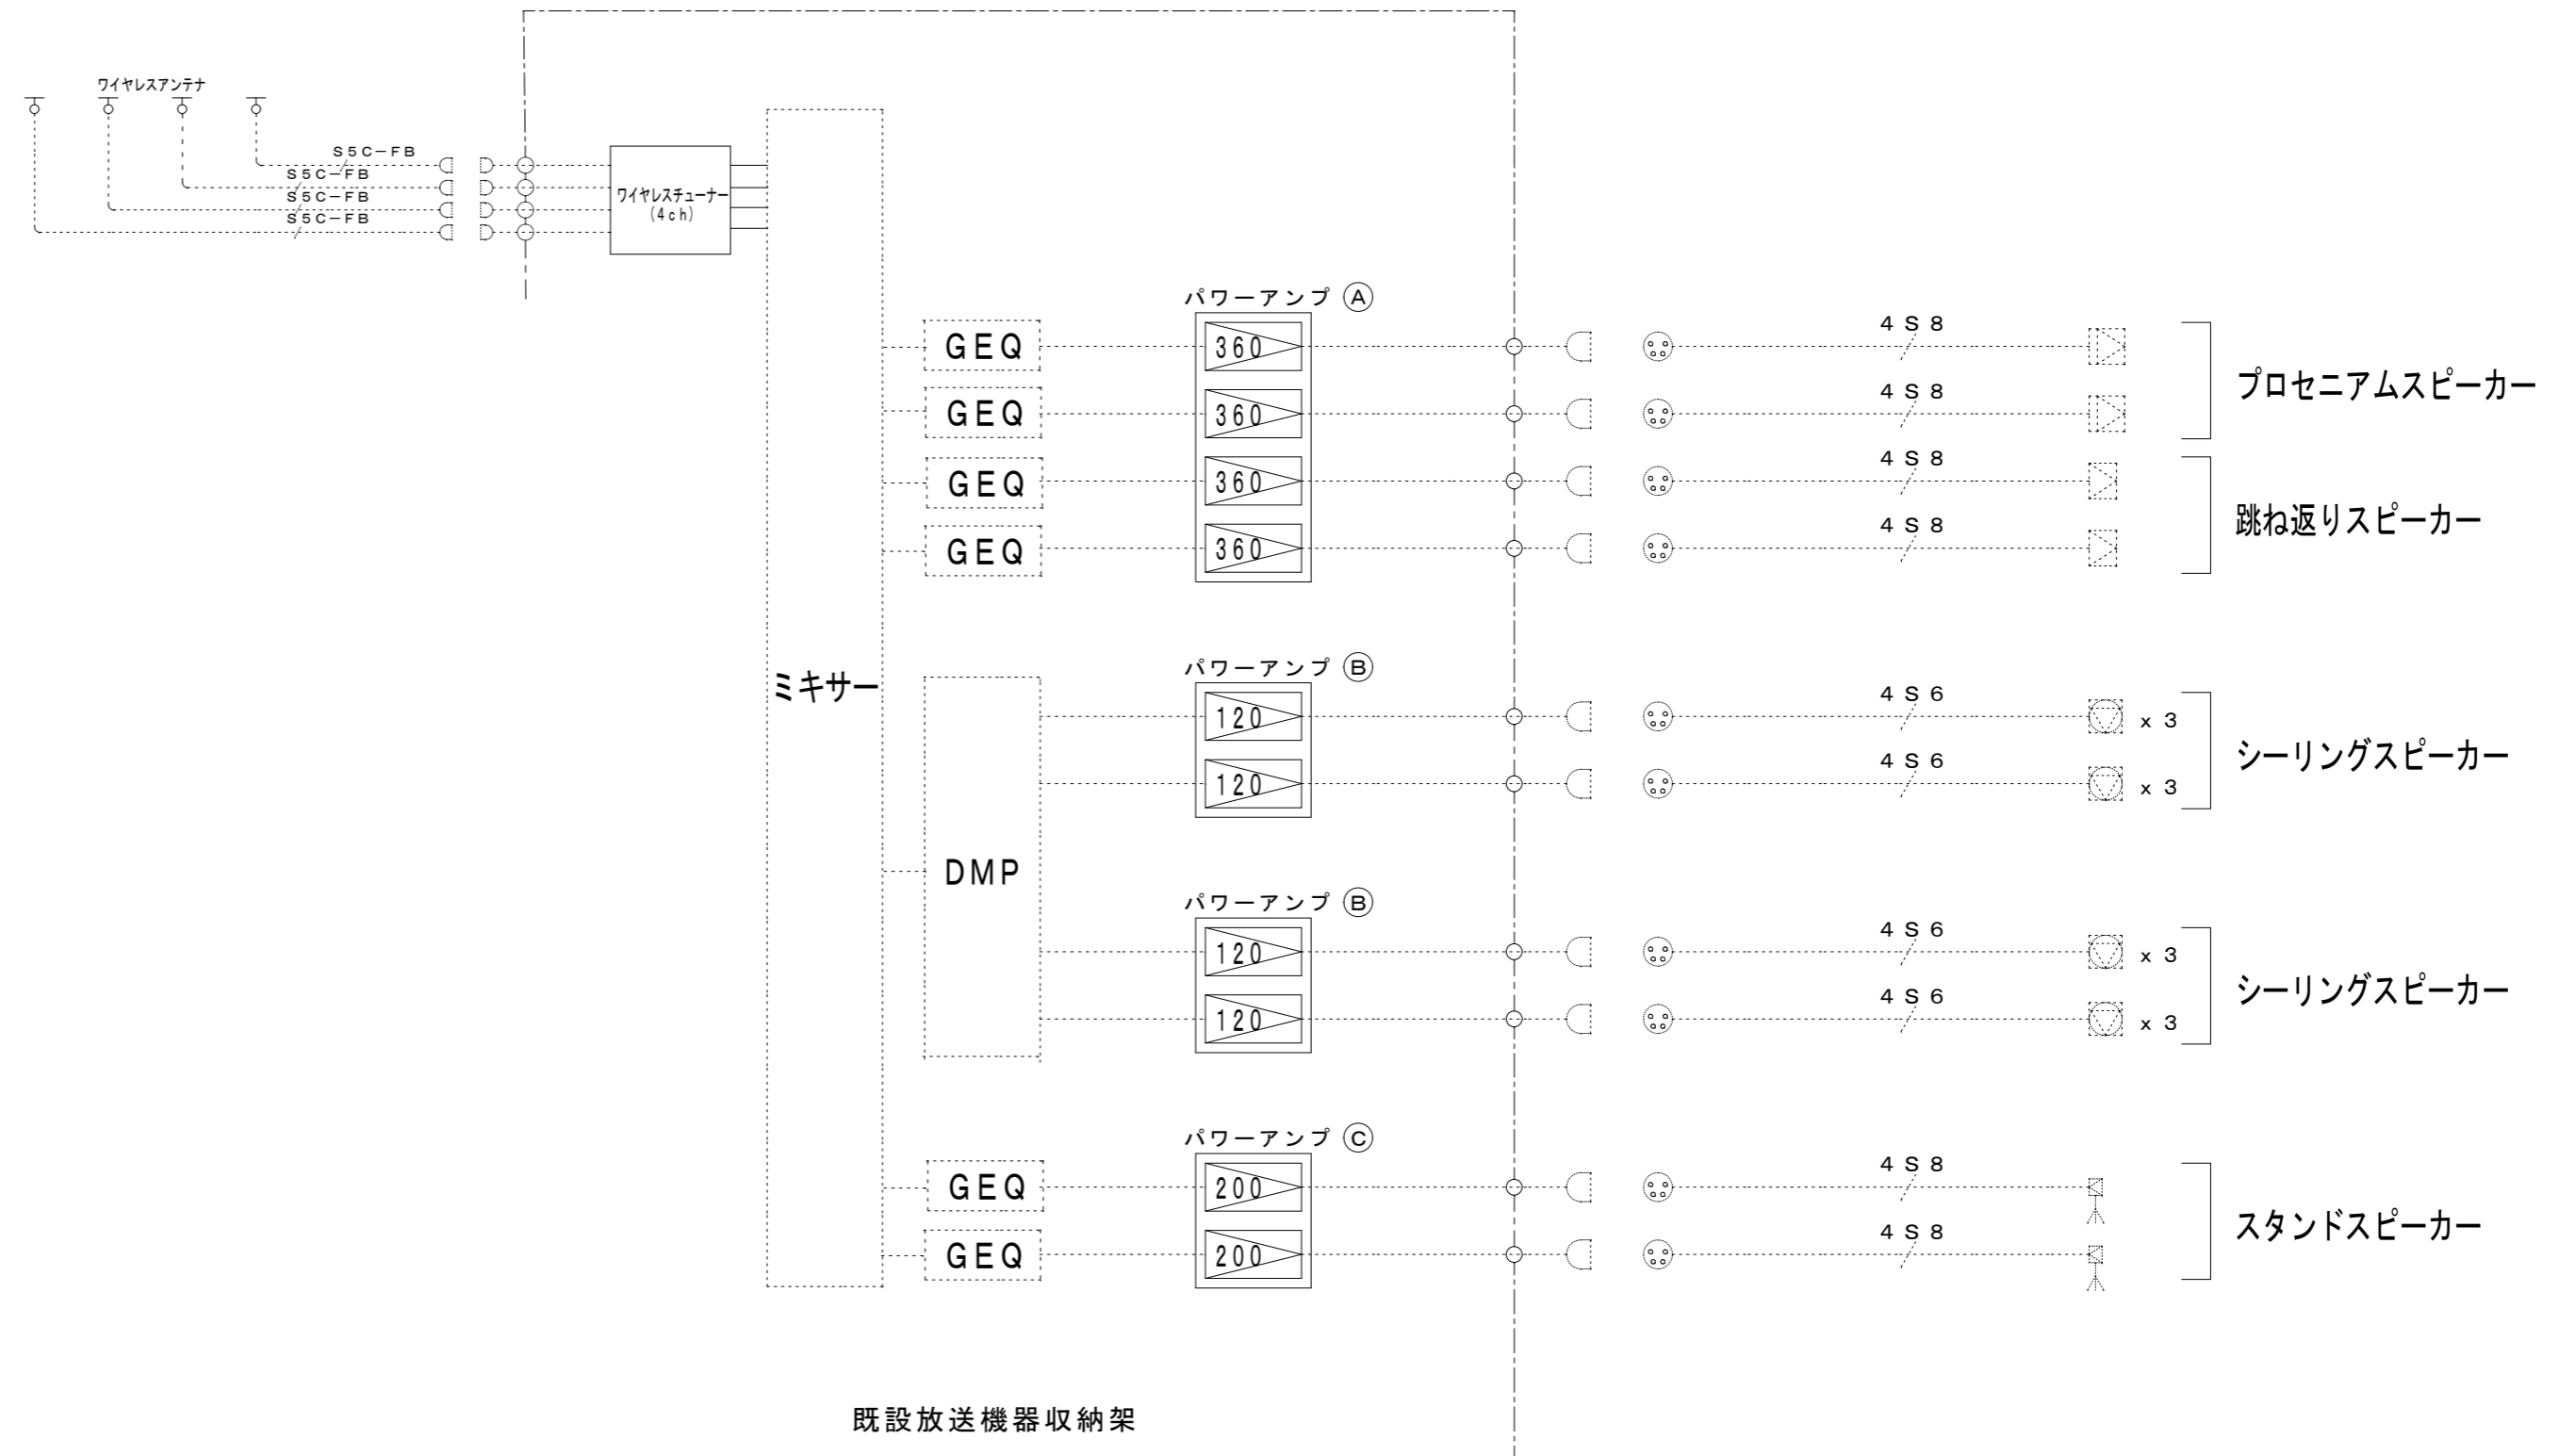 ワイヤレスアンテナ
S5C-FB
S5C-FB
S5C-FB
S5C-FB
ワイヤレスチューナー
(4ch)
パワーアンプ Ⓐ
GEQ 360 4S8
GEQ 360 4S8
プロセニアムスピーカー
GEQ 360 4S8
GEQ 360 4S8
跳ね返りスピーカー
ミキサー
パワーアンプ Ⓑ
120 4S6 x3
120 4S6 x3
シーリングスピーカー
DMP
パワーアンプ Ⓑ
120 4S6 x3
120 4S6 x3
シーリングスピーカー
パワーアンプ Ⓒ
GEQ 200 4S8
GEQ 200 4S8
スタンドスピーカー
既設放送機器収納架